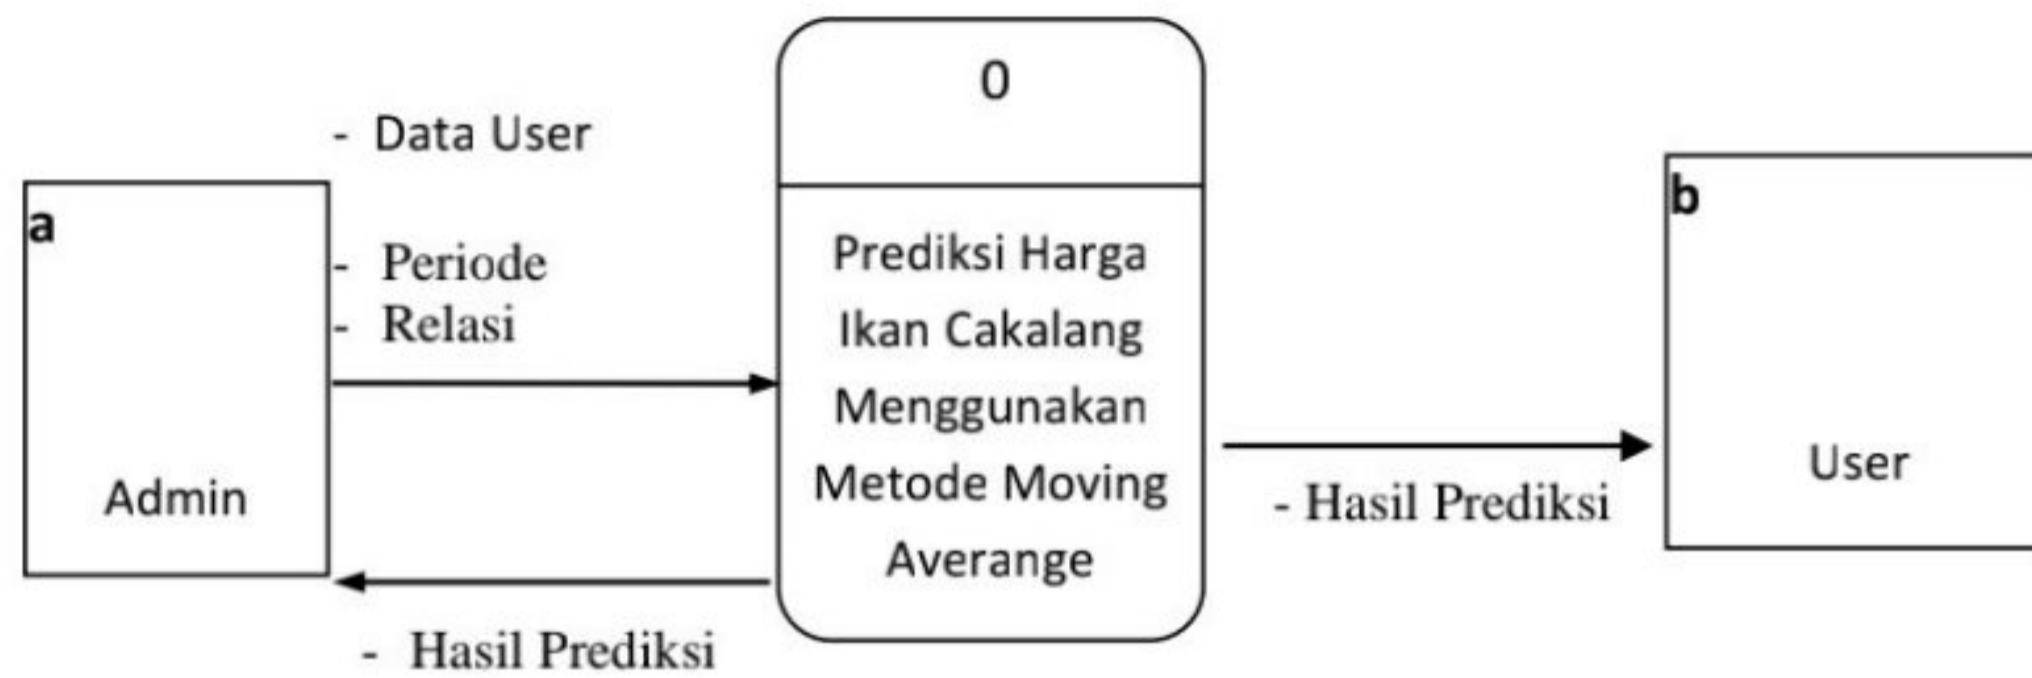 a
Admin
- Data User
- Periode
- Relasi
- Hasil Prediksi
0
Prediksi Harga
Ikan Cakalang
Menggunakan
Metode Moving
Averange
- Hasil Prediksi
b
User